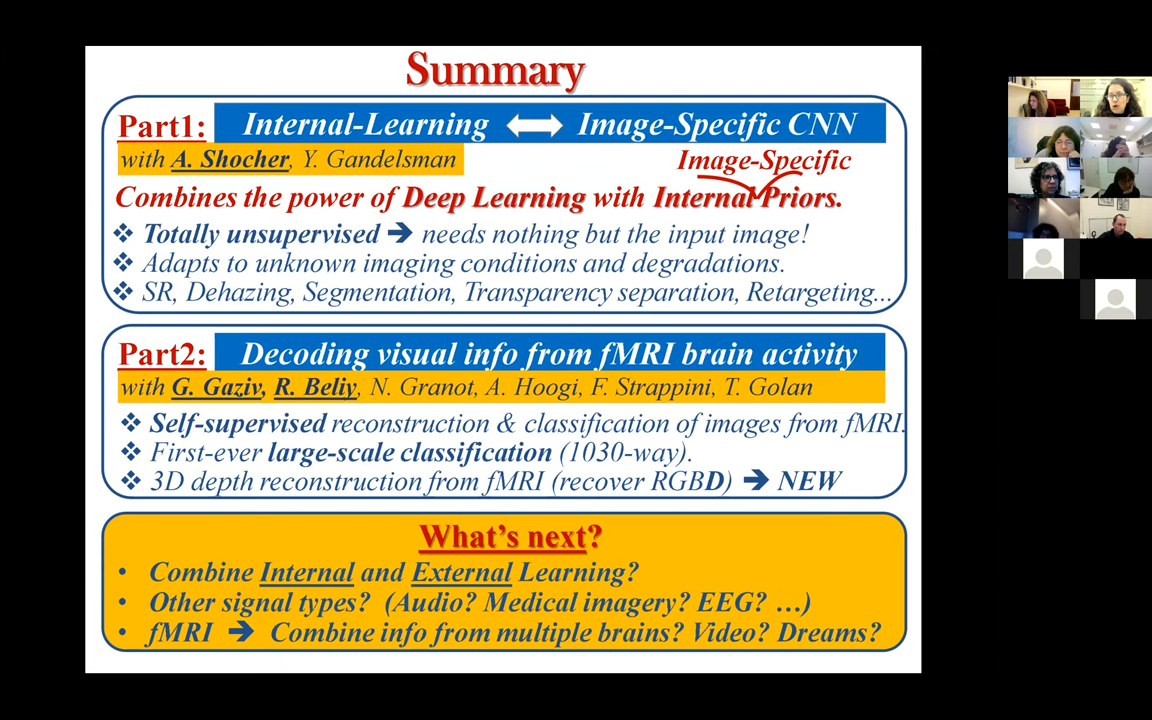 Summary
Part1: Internal-Learning ⟺ Image-Specific CNN
with A. Shocher, Y. Gandelsman
Image-Specific
Combines the power of Deep Learning with Internal Priors.
❖ Totally unsupervised ➔ needs nothing but the input image!
❖ Adapts to unknown imaging conditions and degradations.
❖ SR, Dehazing, Segmentation, Transparency separation, Retargeting...
Part2: Decoding visual info from fMRI brain activity
with G. Gaziv, R. Beliy, N. Granot, A. Hoogi, F. Strappini, T. Golan
❖ Self-supervised reconstruction & classification of images from fMRI.
❖ First-ever large-scale classification (1030-way).
❖ 3D depth reconstruction from fMRI (recover RGBD) ➔ NEW
What's next?
• Combine Internal and External Learning?
• Other signal types? (Audio? Medical imagery? EEG? …)
• fMRI ➔ Combine info from multiple brains? Video? Dreams?